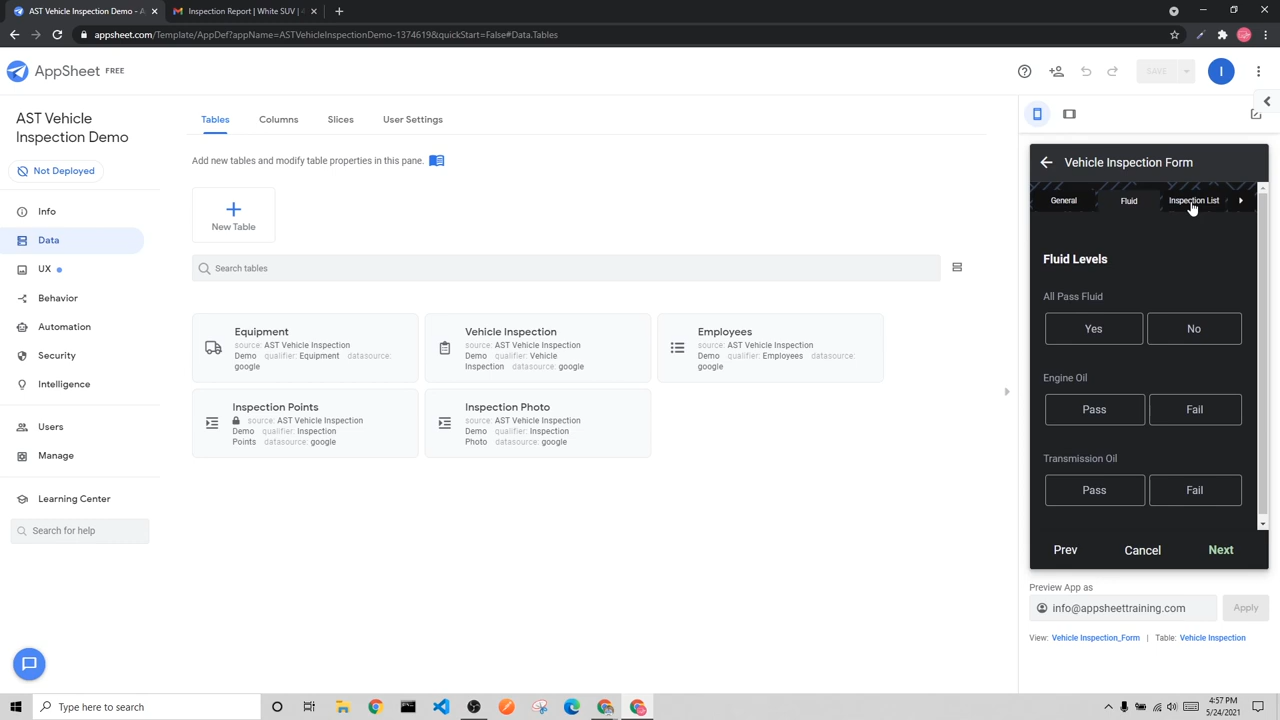 AST Vehicle Inspection Demo - A
Inspection Report | White SUV |
appsheet.com/Template/AppDef?appName=ASTVehicleInspectionDemo-1374619&quickStart=False#Data.Tables
AppSheet FREE
SAVE
I
AST Vehicle
Inspection Demo
Not Deployed
Info
Data
UX
Behavior
Automation
Security
Intelligence
Users
Manage
Learning Center
Search for help
Tables
Columns
Slices
User Settings
Add new tables and modify table properties in this pane.
New Table
Search tables
Equipment
source: AST Vehicle Inspection
Demo qualifier: Equipment datasource:
google
Vehicle Inspection
source: AST Vehicle Inspection
Demo qualifier: Vehicle
Inspection datasource: google
Employees
source: AST Vehicle Inspection
Demo qualifier: Employees datasource:
google
Inspection Points
source: AST Vehicle Inspection
Demo qualifier: Inspection
Points datasource: google
Inspection Photo
source: AST Vehicle Inspection
Demo qualifier: Inspection
Photo datasource: google
Vehicle Inspection Form
General
Fluid
Inspection List
Fluid Levels
All Pass Fluid
Yes
No
Engine Oil
Pass
Fail
Transmission Oil
Pass
Fail
Prev
Cancel
Next
Preview App as
info@appsheettraining.com
Apply
View: Vehicle Inspection_Form | Table: Vehicle Inspection
Type here to search
4:57 PM
5/24/2021